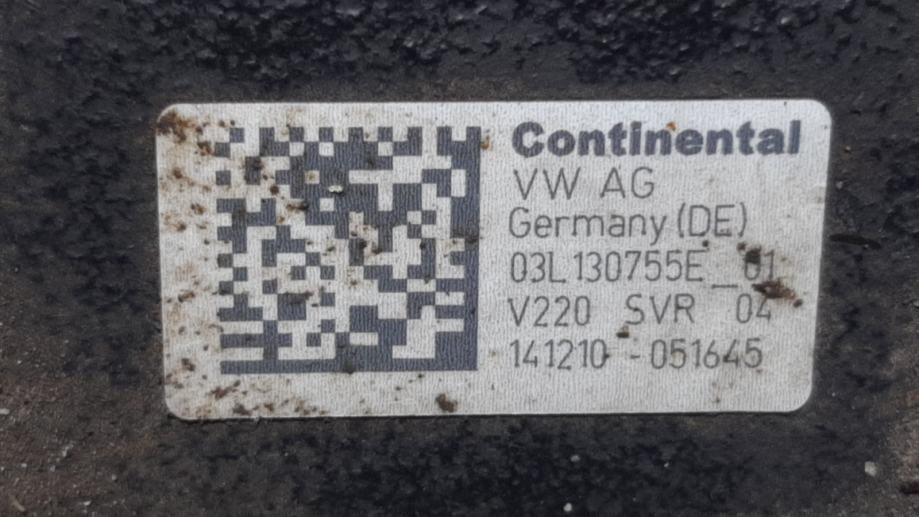 Continental
VW AG
Germany (DE)
03L130755E_01
V220 SVR 04
141210-051645